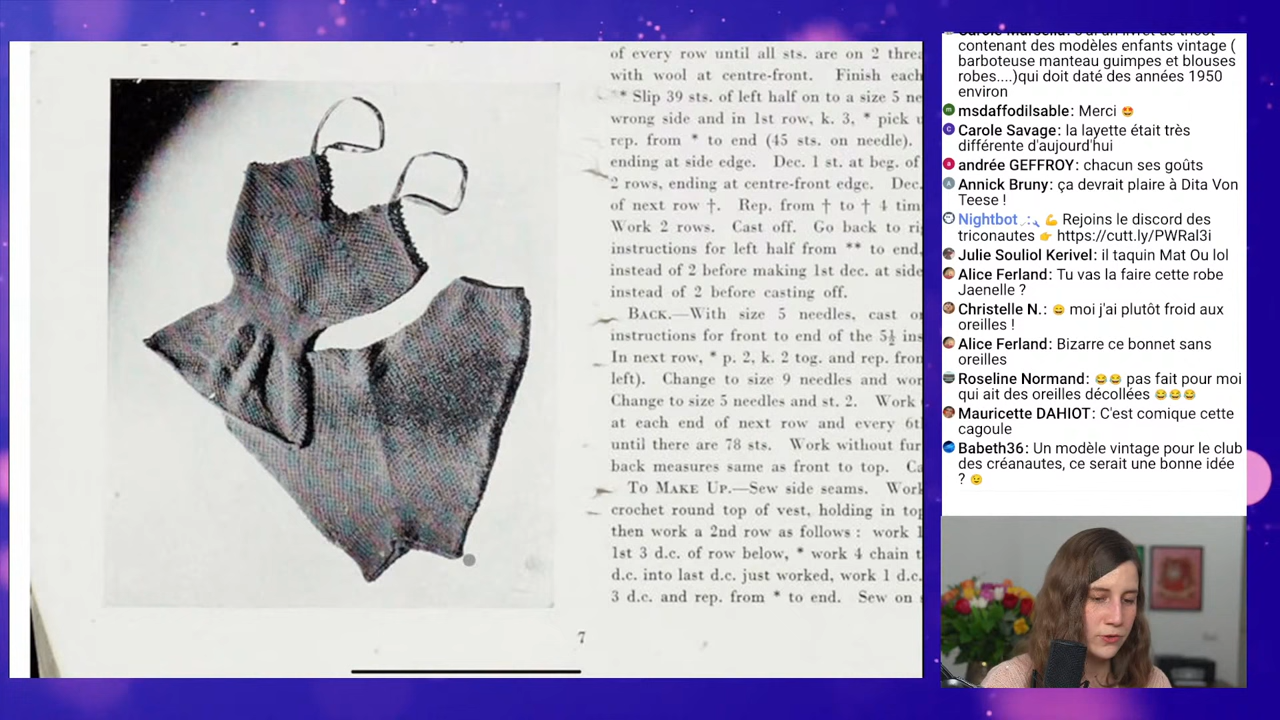 of every row until all sts. are on 2 threa
with wool at centre-front. Finish each
* Slip 39 sts. of left half on to a size 5 ne
wrong side and in 1st row, k. 3, * pick u
rep. from * to end (45 sts. on needle).
ending at side edge. Dec. 1 st. at beg. of
2 rows, ending at centre-front edge. Dec.
of next row †. Rep. from † to † 4 tim
Work 2 rows. Cast off. Go back to ri
instructions for left half from ** to end,
instead of 2 before making 1st dec. at side
instead of 2 before casting off.
BACK.—With size 5 needles, cast o
instructions for front to end of the 5½ ins
In next row, * p. 2, k. 2 tog. and rep. fron
left). Change to size 9 needles and wor
Change to size 5 needles and st. 2. Work
at each end of next row and every 6t
until there are 78 sts. Work without fur
back measures same as front to top. Ca
TO MAKE UP.—Sew side seams. Work
crochet round top of vest, holding in top
then work a 2nd row as follows : work 1
1st 3 d.c. of row below, * work 4 chain t
d.c. into last d.c. just worked, work 1 d.c.
3 d.c. and rep. from * to end. Sew on s
7
contenant des modèles enfants vintage (
barboteuse manteau guimpes et blouses
robes....)qui doit daté des années 1950
environ
msdaffodilsable: Merci 🤩
Carole Savage: la layette était très
différente d'aujourd'hui
andrée GEFFROY: chacun ses goûts
Annick Bruny: ça devrait plaire à Dita Von
Teese !
Nightbot: 💪 Rejoins le discord des
triconautes 👉 https://cutt.ly/PWRal3i
Julie Souliol Kerivel: il taquin Mat Ou lol
Alice Ferland: Tu vas la faire cette robe
Jaenelle ?
Christelle N.: 😄 moi j'ai plutôt froid aux
oreilles !
Alice Ferland: Bizarre ce bonnet sans
oreilles
Roseline Normand: 😂😂 pas fait pour moi
qui ait des oreilles décollées 😂😂😂
Mauricette DAHIOT: C'est comique cette
cagoule
Babeth36: Un modèle vintage pour le club
des créanautes, ce serait une bonne idée
? 😉